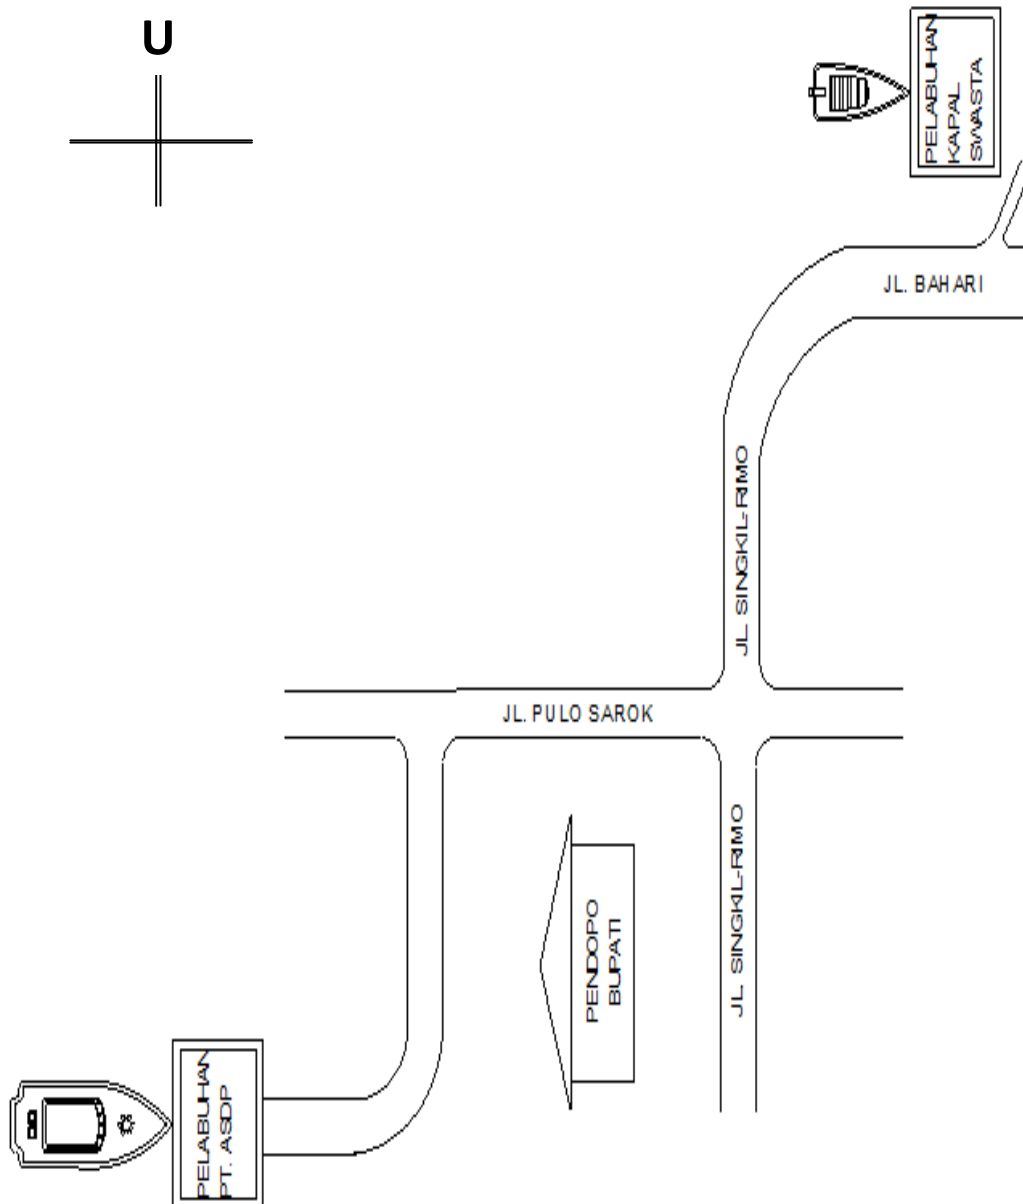 U
PELABUHAN
KAPAL
SWASTA
JL. BAHARI
JL. SINGKIL-RIMO
JL. PULO SAROK
JL. SINGKIL-RIMO
PENDOPO
BUPATI
PELABUHAN
PT. ASDP